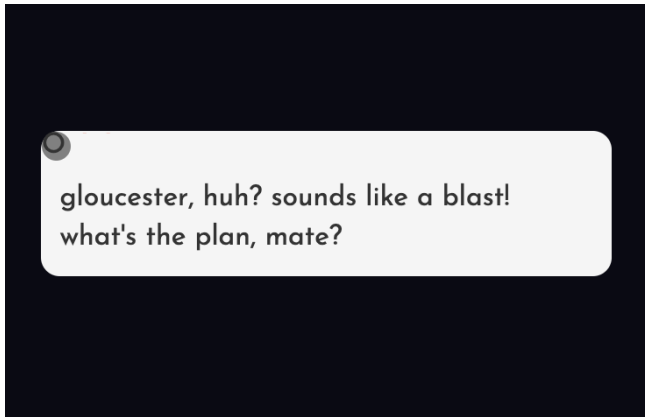 gloucester, huh? sounds like a blast!
what's the plan, mate?